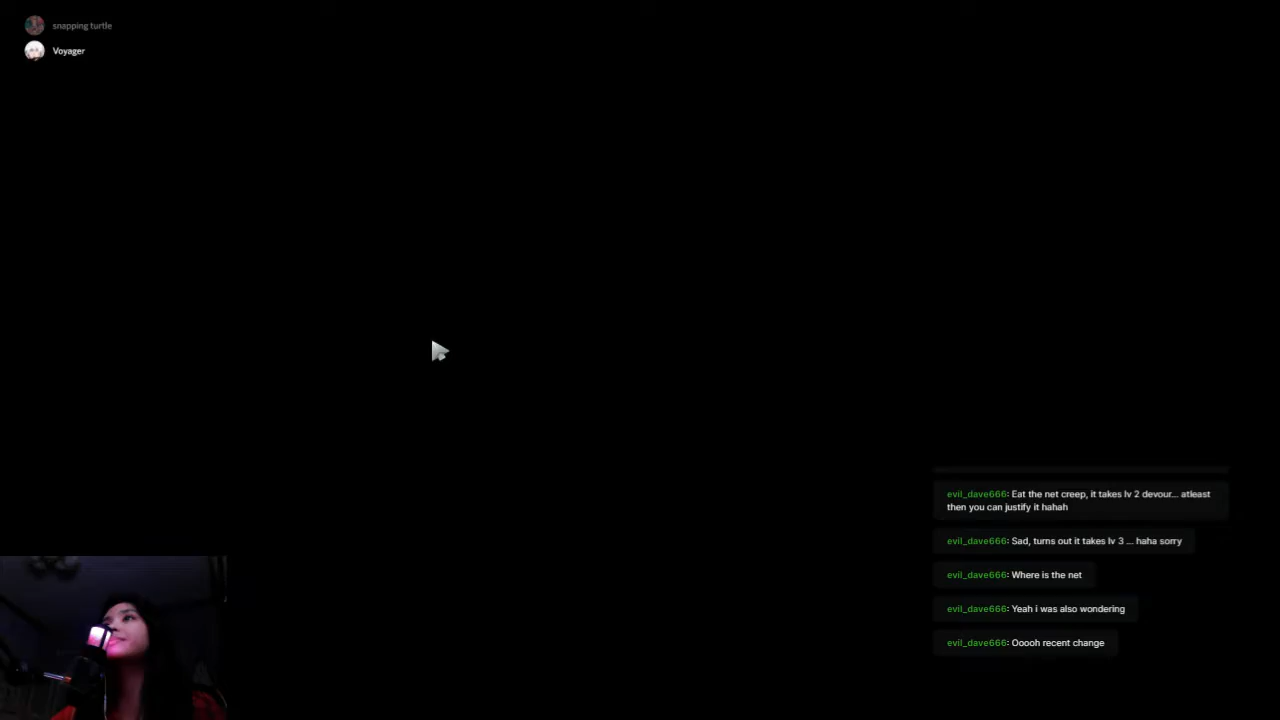 snapping turtle
Voyager
evil_dave666: Eat the net creep, it takes lv 2 devour... atleast
then you can justify it hahah
evil_dave666: Sad, turns out it takes lv 3 ... haha sorry
evil_dave666: Where is the net
evil_dave666: Yeah i was also wondering
evil_dave666: Ooooh recent change